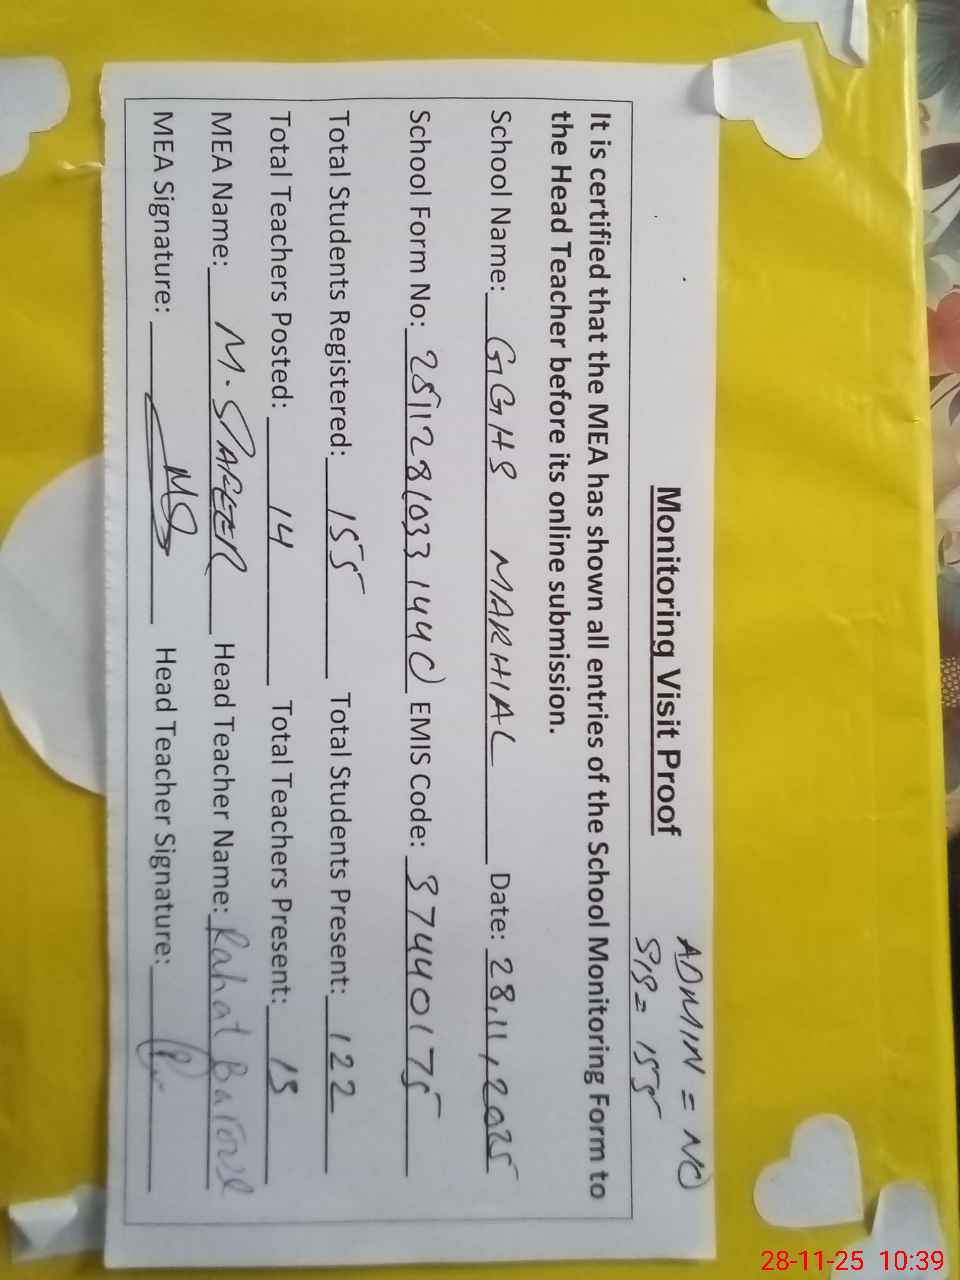 ADMIN = NO
SIS = 155
Monitoring Visit Proof
It is certified that the MEA has shown all entries of the School Monitoring Form to
the Head Teacher before its online submission.
School Name: GGHS MARHIAL Date: 28,11,2025
School Form No: 2511281033144O EMIS Code: 37440175
Total Students Registered: 155 Total Students Present: 122
Total Teachers Posted: 14 Total Teachers Present: 13
MEA Name: M. SAFEER Head Teacher Name: Rahat
MEA Signature: Head Teacher Signature:
28-11-25 10:39